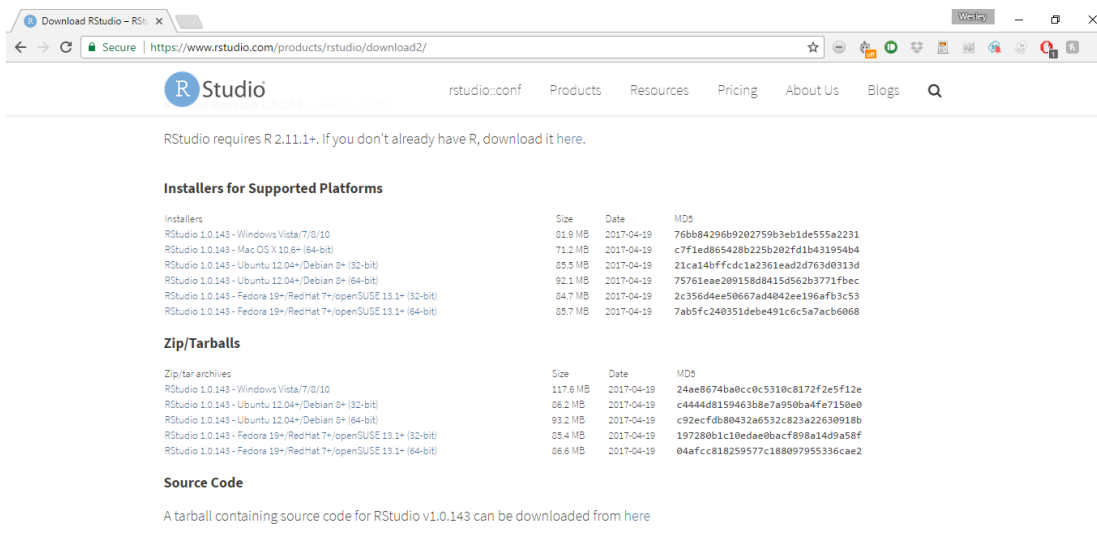 Download RStudio – RSt
Wesley
Secure | https://www.rstudio.com/products/rstudio/download2/
off
1
R Studio
rstudio::conf Products Resources Pricing About Us Blogs
RStudio requires R 2.11.1+. If you don't already have R, download it here.
Installers for Supported Platforms
Installers Size Date MD5
RStudio 1.0.143 - Windows Vista/7/8/10 81.9 MB 2017-04-19 76bb84296b9202759b3eb1de555a2231
RStudio 1.0.143 - Mac OS X 10.6+ (64-bit) 71.2 MB 2017-04-19 c7f1ed865428b225b202fd1b431954b4
RStudio 1.0.143 - Ubuntu 12.04+/Debian 8+ (32-bit) 85.5 MB 2017-04-19 21ca14bffcdc1a2361ead2d763d0313d
RStudio 1.0.143 - Ubuntu 12.04+/Debian 8+ (64-bit) 92.1 MB 2017-04-19 75761eae209158d8415d562b3771fbec
RStudio 1.0.143 - Fedora 19+/RedHat 7+/openSUSE 13.1+ (32-bit) 84.7 MB 2017-04-19 2c356d4ee50667ad4042ee196afb3c53
RStudio 1.0.143 - Fedora 19+/RedHat 7+/openSUSE 13.1+ (64-bit) 85.7 MB 2017-04-19 7ab5fc240351debe491c6c5a7acb6068
Zip/Tarballs
Zip/tar archives Size Date MD5
RStudio 1.0.143 - Windows Vista/7/8/10 117.6 MB 2017-04-19 24ae8674ba0cc0c5310c8172f2e5f12e
RStudio 1.0.143 - Ubuntu 12.04+/Debian 8+ (32-bit) 86.2 MB 2017-04-19 c4444d8159463b8e7a950ba4fe7150e0
RStudio 1.0.143 - Ubuntu 12.04+/Debian 8+ (64-bit) 93.2 MB 2017-04-19 c92ecfdb80432a6532c823a22630918b
RStudio 1.0.143 - Fedora 19+/RedHat 7+/openSUSE 13.1+ (32-bit) 85.4 MB 2017-04-19 197280b1c10edae0bacf898a14d9a58f
RStudio 1.0.143 - Fedora 19+/RedHat 7+/openSUSE 13.1+ (64-bit) 86.6 MB 2017-04-19 04afcc818259577c188097955336cae2
Source Code
A tarball containing source code for RStudio v1.0.143 can be downloaded from here